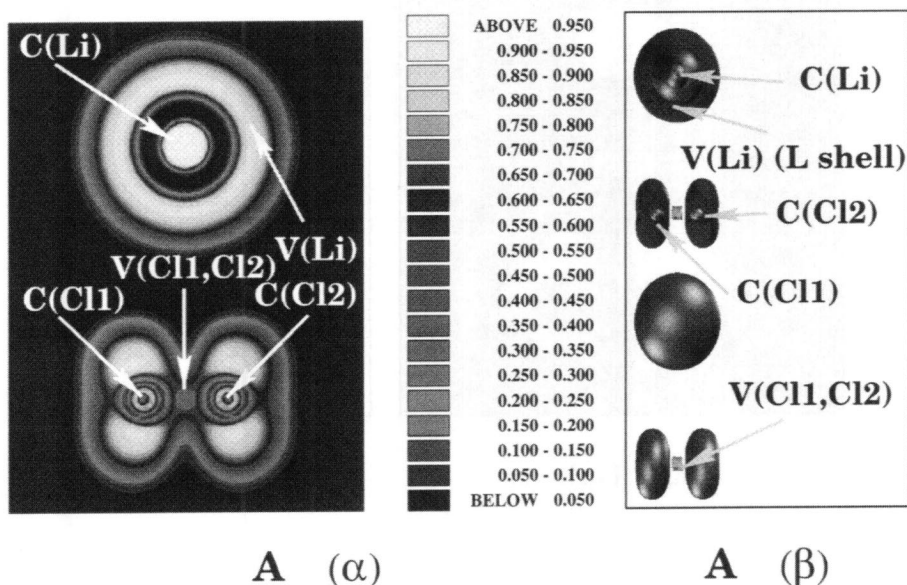 C(Li)
V(Cl1,Cl2)
V(Li)
C(Cl1)
C(Cl2)
ABOVE 0.950
0.900 - 0.950
0.850 - 0.900
0.800 - 0.850
0.750 - 0.800
0.700 - 0.750
0.650 - 0.700
0.600 - 0.650
0.550 - 0.600
0.500 - 0.550
0.450 - 0.500
0.400 - 0.450
0.350 - 0.400
0.300 - 0.350
0.250 - 0.300
0.200 - 0.250
0.150 - 0.200
0.100 - 0.150
0.050 - 0.100
BELOW 0.050
C(Li)
V(Li) (L shell)
C(Cl2)
C(Cl1)
V(Cl1,Cl2)
A (α)
A (β)